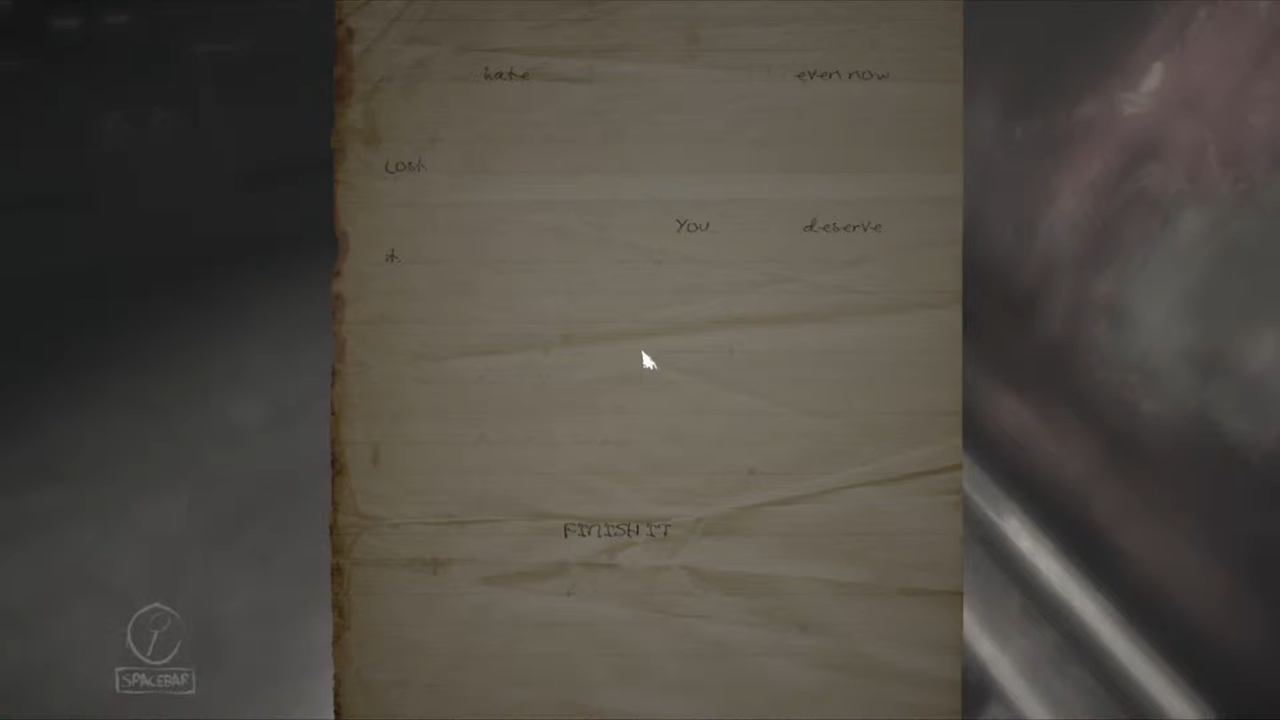 hate even now
Lost
You deserve
it.
FINISH IT
SPACEBAR